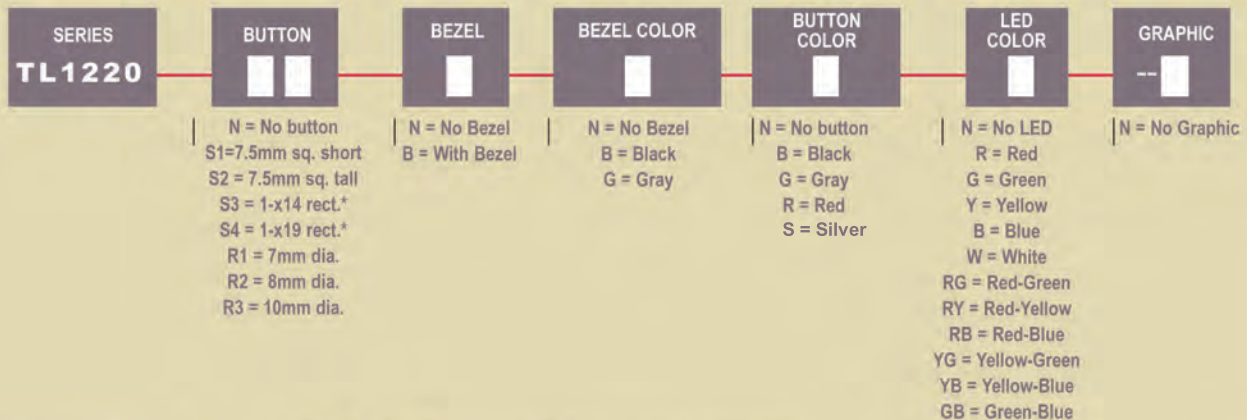 SERIES
TL1220
BUTTON
N = No button
S1=7.5mm sq. short
S2 = 7.5mm sq. tall
S3 = 1-x14 rect.*
S4 = 1-x19 rect.*
R1 = 7mm dia.
R2 = 8mm dia.
R3 = 10mm dia.
BEZEL
N = No Bezel
B = With Bezel
BEZEL COLOR
N = No Bezel
B = Black
G = Gray
BUTTON
COLOR
N = No button
B = Black
G = Gray
R = Red
S = Silver
LED
COLOR
N = No LED
R = Red
G = Green
Y = Yellow
B = Blue
W = White
RG = Red-Green
RY = Red-Yellow
RB = Red-Blue
YG = Yellow-Green
YB = Yellow-Blue
GB = Green-Blue
GRAPHIC
--
N = No Graphic